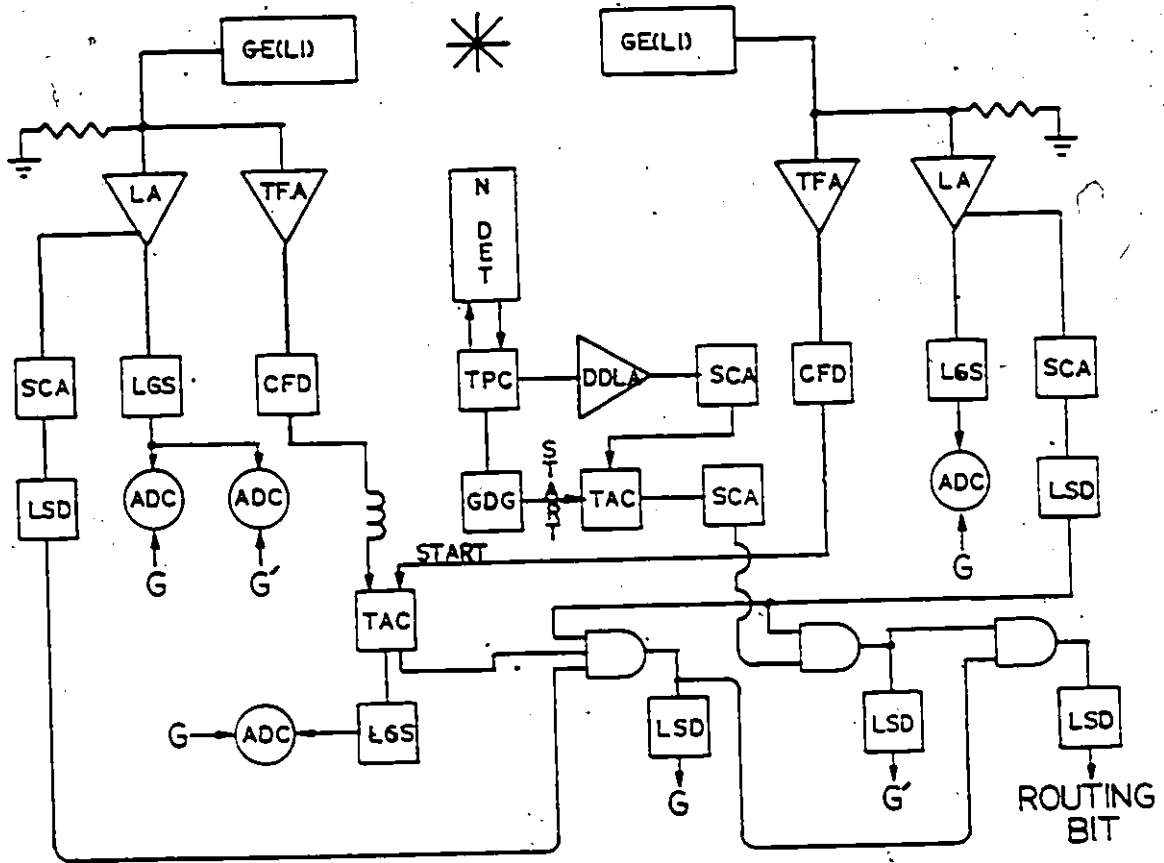 GE(LI)
GE(LI)
LA
TFA
N DET
TFA
LA
SCA
LGS
CFD
TPC
DDLA
SCA
CFD
LGS
SCA
LSD
ADC
ADC
GDG
START
TAC
SCA
ADC
LSD
G
G'
START
G
TAC
G
ADC
LGS
LSD
LSD
LSD
G
G'
ROUTING
BIT